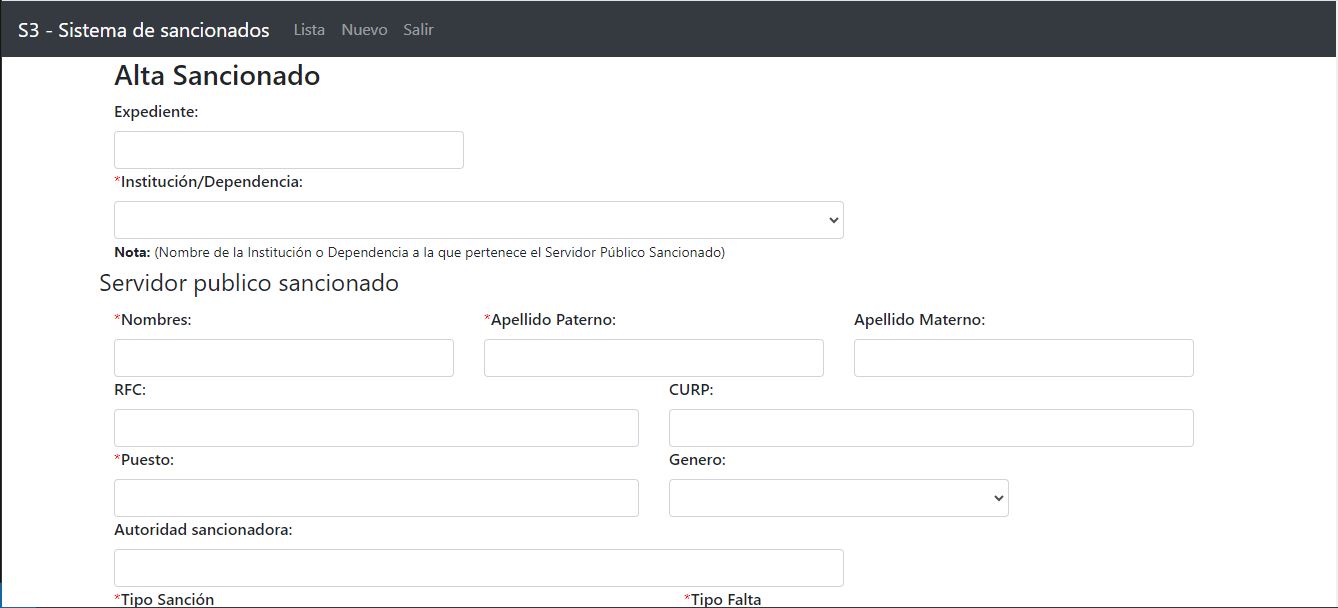 S3 - Sistema de sancionados Lista Nuevo Salir
Alta Sancionado
Expediente:
*Institución/Dependencia:
Nota: (Nombre de la Institución o Dependencia a la que pertenece el Servidor Público Sancionado)
Servidor publico sancionado
*Nombres: *Apellido Paterno: Apellido Materno:
RFC: CURP:
*Puesto: Genero:
Autoridad sancionadora:
*Tipo Sanción *Tipo Falta